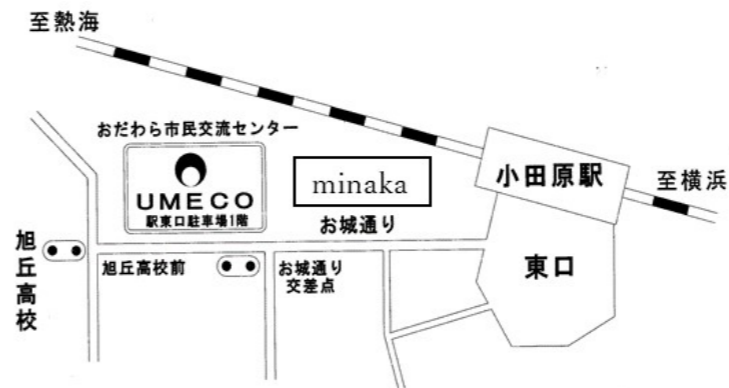 至熱海
おだわら市民交流センター
UMECO
駅東口駐車場1階
minaka
小田原駅
至横浜
お城通り
旭丘高校
旭丘高校前
お城通り
交差点
東口